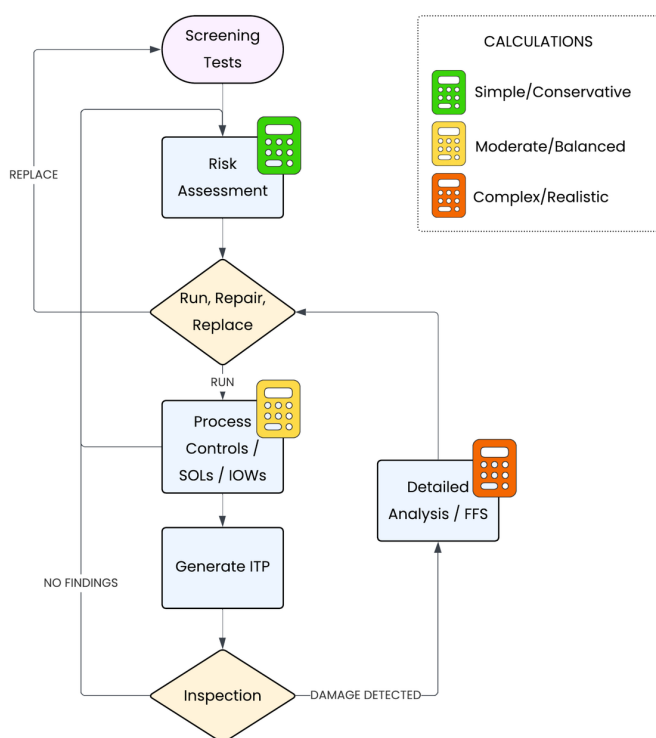 Screening
Tests
CALCULATIONS
Simple/Conservative
Moderate/Balanced
Complex/Realistic
REPLACE
Risk
Assessment
Run, Repair,
Replace
RUN
Process
Controls /
SOLs / IOWs
Detailed
Analysis / FFS
Generate ITP
NO FINDINGS
Inspection
DAMAGE DETECTED